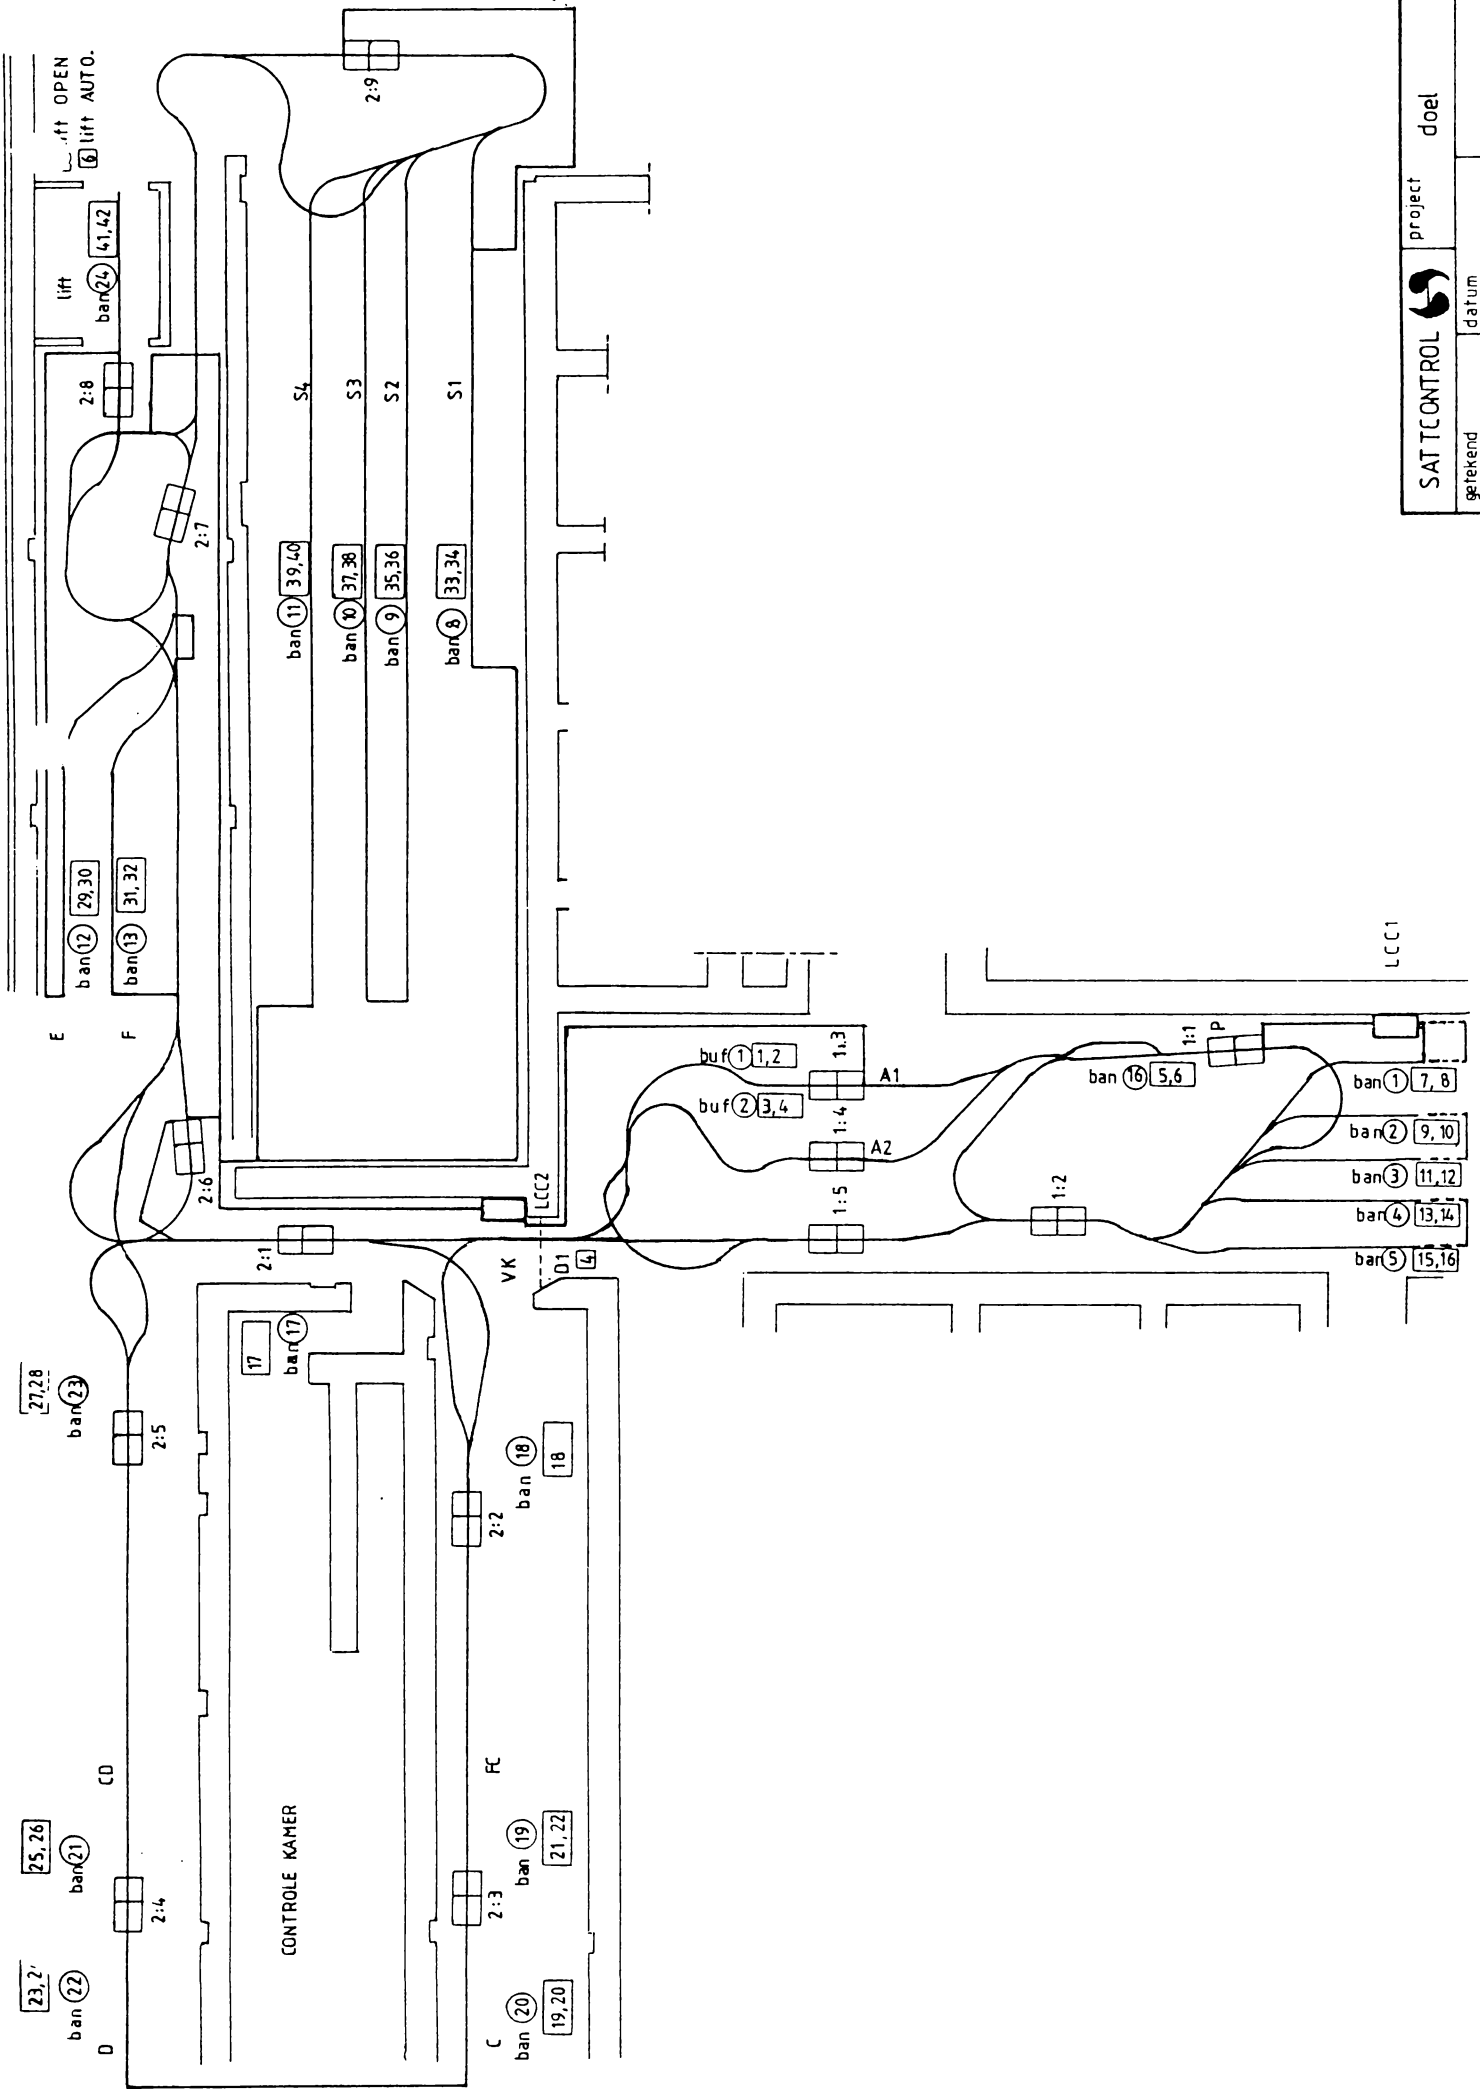 OPEN
6 lift AUTO.
lift
ban 24 41,42
2:8
2:9
2:7
S4
S3
S2
S1
ban 11 39,40
ban 10 37,38
ban 9 35,36
ban 8 33,34
ban 12 29,30
ban 13 31,32
E
F
2:6
2:1
LCC2
VK
D1 4
27,28
ban 23
2:5
17
ban 17
ban 18
18
2:2
CD
FC
25,26
ban 21
2:4
CONTROLE KAMER
ban 19
21,22
2:3
ban 22
D
C
ban 20
19,20
buf 1 1,2
buf 2 3,4
1:3
1:4
1:5
A1
A2
ban 16 5,6
1:1
P
1:2
LCC1
ban 1 7,8
ban 2 9,10
ban 3 11,12
ban 4 13,14
ban 5 15,16
SATTCONTROL
project doel
getekend
datum